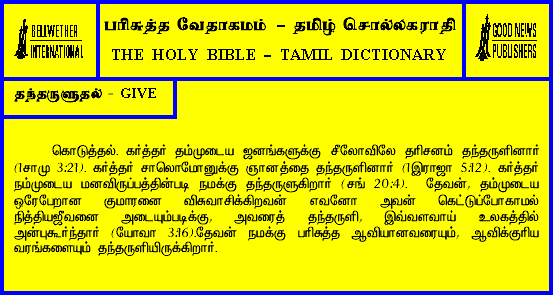 BELLWETHER
INTERNATIONAL
பரிசுத்த வேதாகமம் – தமிழ் சொல்லகராதி
THE HOLY BIBLE – TAMIL DICTIONARY
GOOD NEWS
PUBLISHERS
தந்தருளுதல் - GIVE
கொடுத்தல். கர்த்தர் தம்முடைய ஜனங்களுக்கு சீலோவிலே தரிசனம் தந்தருளினார்
(1சாமு 3:21). கர்த்தர் சாலொமோனுக்கு ஞானத்தை தந்தருளினார் (1இராஜா 5:12). கர்த்தர்
நம்முடைய மனவிருப்பத்தின்படி நமக்கு தந்தருளுகிறார் (சங் 20:4). தேவன், தம்முடைய
ஒரேபேறான குமாரனை விசுவாசிக்கிறவன் எவனோ அவன் கெட்டுப்போகாமல்
நித்தியஜீவனை அடையும்படிக்கு, அவரைத் தந்தருளி, இவ்வளவாய் உலகத்தில்
அன்புகூர்ந்தார் (யோவா 3:16).தேவன் நமக்கு பரிசுத்த ஆவியானவரையும், ஆவிக்குரிய
வரங்களையும் தந்தருளியிருக்கிறார்.